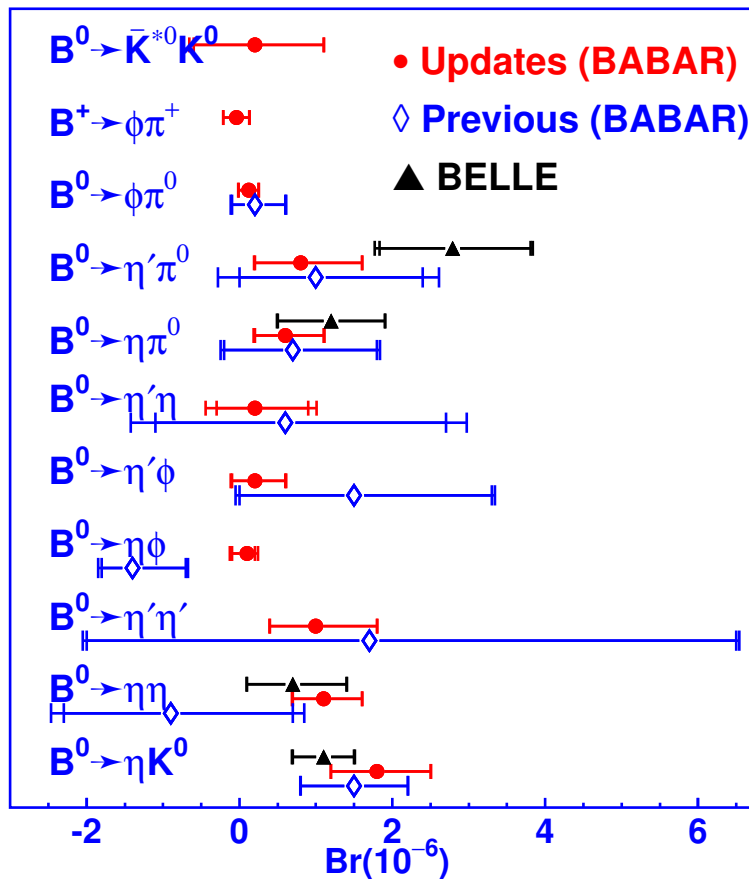 B⁰→K̄*⁰K⁰
● Updates (BABAR)
B⁺→ϕπ⁺
◊ Previous (BABAR)
▲ BELLE
B⁰→ϕπ⁰
B⁰→η′π⁰
B⁰→ηπ⁰
B⁰→η′η
B⁰→η′ϕ
B⁰→ηϕ
B⁰→η′η′
B⁰→ηη
B⁰→ηK⁰
-2 0 2 4 6
Br(10⁻⁶)